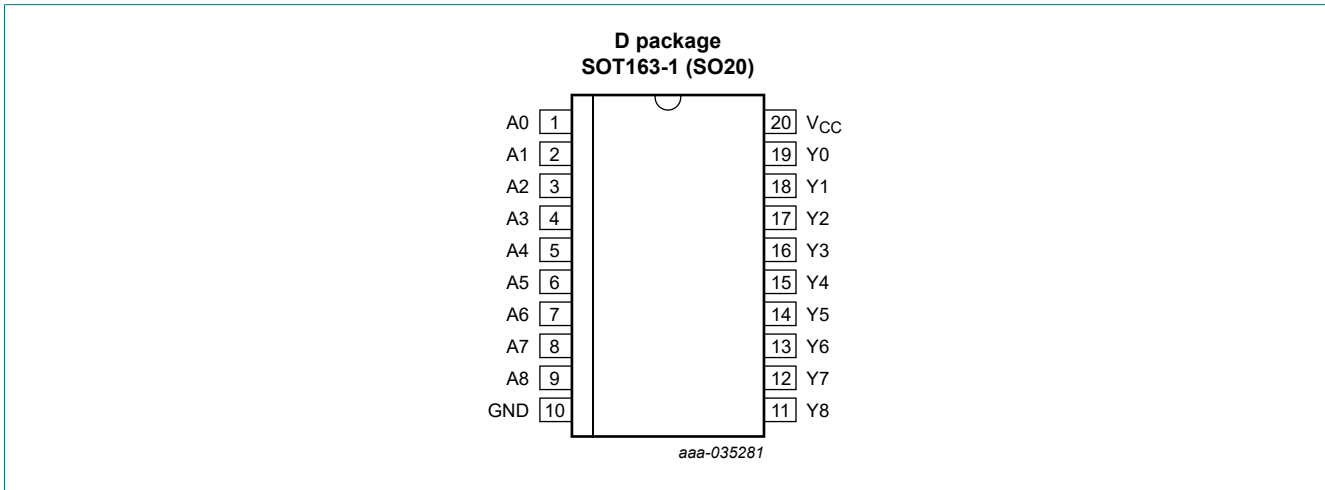 D package
SOT163-1 (SO20)
A0 1 20 VCC
A1 2 19 Y0
A2 3 18 Y1
A3 4 17 Y2
A4 5 16 Y3
A5 6 15 Y4
A6 7 14 Y5
A7 8 13 Y6
A8 9 12 Y7
GND 10 11 Y8
aaa-035281